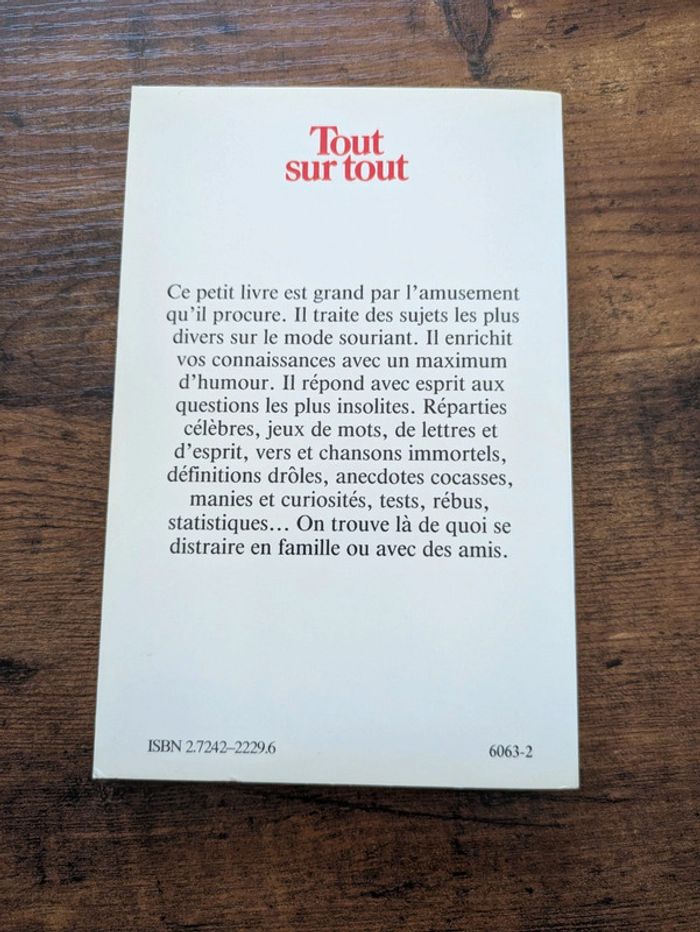 Tout
sur tout
Ce petit livre est grand par l'amusement
qu'il procure. Il traite des sujets les plus
divers sur le mode souriant. Il enrichit
vos connaissances avec un maximum
d'humour. Il répond avec esprit aux
questions les plus insolites. Réparties
célèbres, jeux de mots, de lettres et
d'esprit, vers et chansons immortels,
définitions drôles, anecdotes cocasses,
manies et curiosités, tests, rébus,
statistiques... On trouve là de quoi se
distraire en famille ou avec des amis.
ISBN 2.7242–2229.6
6063-2